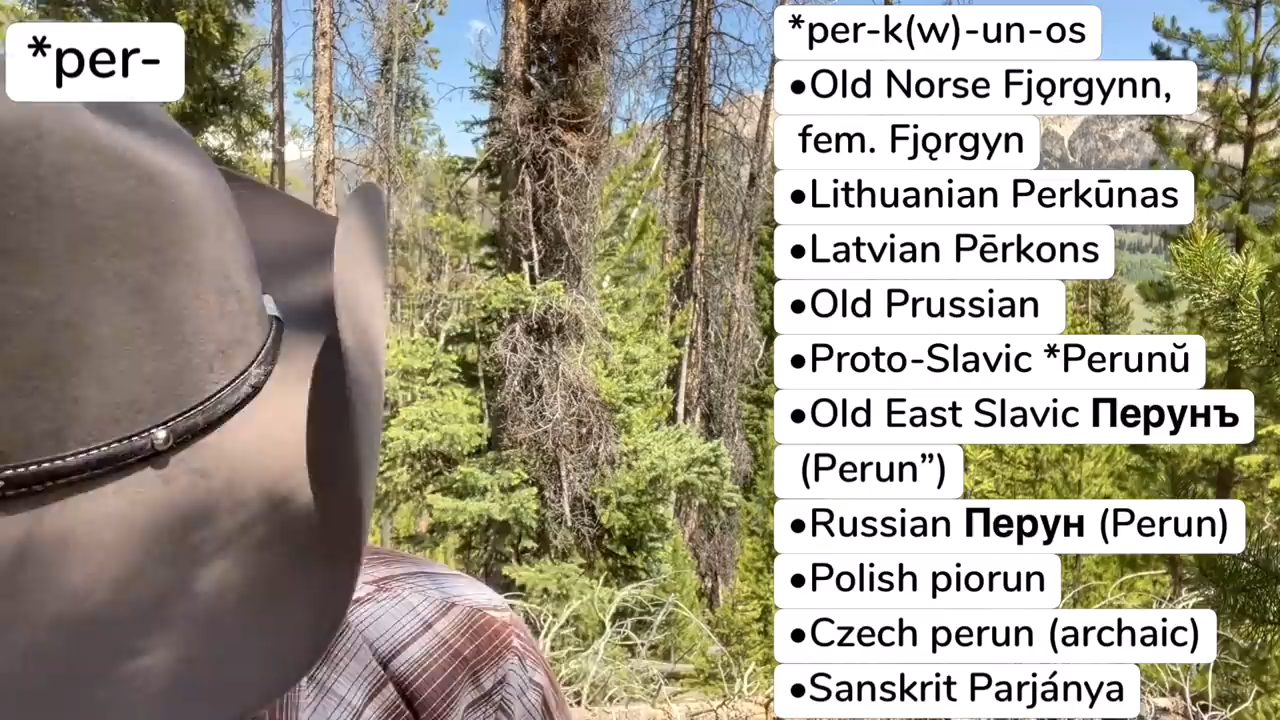 *per-
*per-k(w)-un-os
•Old Norse Fjǫrgynn,
fem. Fjǫrgyn
•Lithuanian Perkūnas
•Latvian Pērkons
•Old Prussian
•Proto-Slavic *Perunŭ
•Old East Slavic Перунъ
(Perun”)
•Russian Перун (Perun)
•Polish piorun
•Czech perun (archaic)
•Sanskrit Parjánya